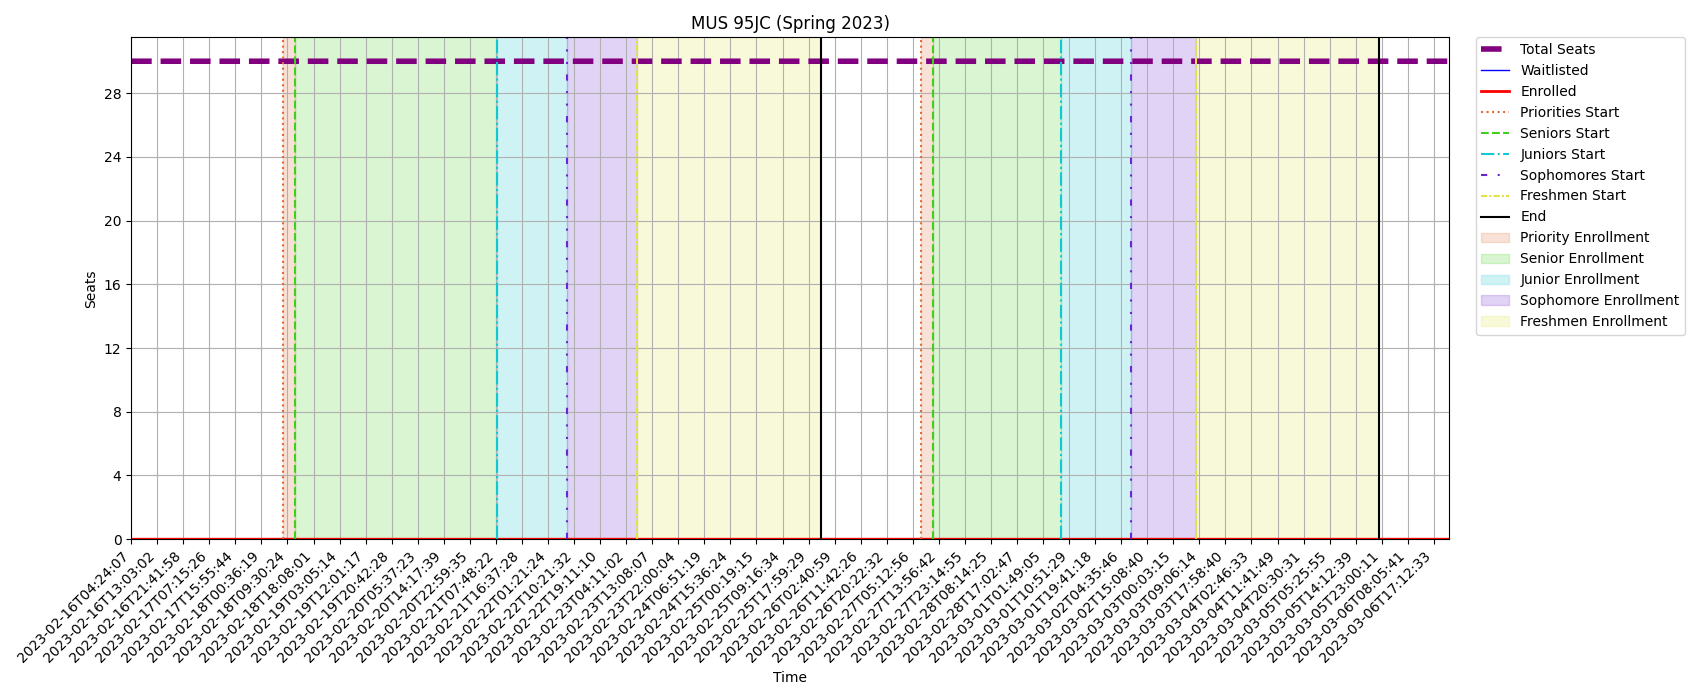 MUS 95JC (Spring 2023)
Seats
28
24
20
16
12
8
4
0
2023-02-16T04:24:07
2023-02-16T13:03:02
2023-02-16T21:41:58
2023-02-17T07:15:26
2023-02-17T15:55:44
2023-02-18T00:36:19
2023-02-18T09:30:24
2023-02-18T18:08:01
2023-02-19T03:05:14
2023-02-19T12:01:17
2023-02-19T20:42:28
2023-02-20T05:37:23
2023-02-20T14:17:39
2023-02-20T22:59:35
2023-02-21T07:48:22
2023-02-21T16:37:28
2023-02-22T01:21:24
2023-02-22T10:21:32
2023-02-22T19:11:10
2023-02-23T04:11:02
2023-02-23T13:08:07
2023-02-23T22:00:04
2023-02-24T06:51:19
2023-02-24T15:36:24
2023-02-25T00:19:15
2023-02-25T09:16:34
2023-02-25T17:59:29
2023-02-26T02:40:59
2023-02-26T11:42:26
2023-02-26T20:22:32
2023-02-27T05:12:56
2023-02-27T13:56:42
2023-02-27T23:14:55
2023-02-28T08:14:25
2023-02-28T17:02:47
2023-03-01T01:49:05
2023-03-01T10:51:29
2023-03-01T19:41:18
2023-03-02T04:35:46
2023-03-02T15:08:40
2023-03-03T00:03:15
2023-03-03T09:06:14
2023-03-03T17:58:40
2023-03-04T02:46:33
2023-03-04T11:41:49
2023-03-04T20:30:31
2023-03-05T05:25:55
2023-03-05T14:12:39
2023-03-05T23:00:11
2023-03-06T08:05:41
2023-03-06T17:12:33
Time
Total Seats
Waitlisted
Enrolled
Priorities Start
Seniors Start
Juniors Start
Sophomores Start
Freshmen Start
End
Priority Enrollment
Senior Enrollment
Junior Enrollment
Sophomore Enrollment
Freshmen Enrollment